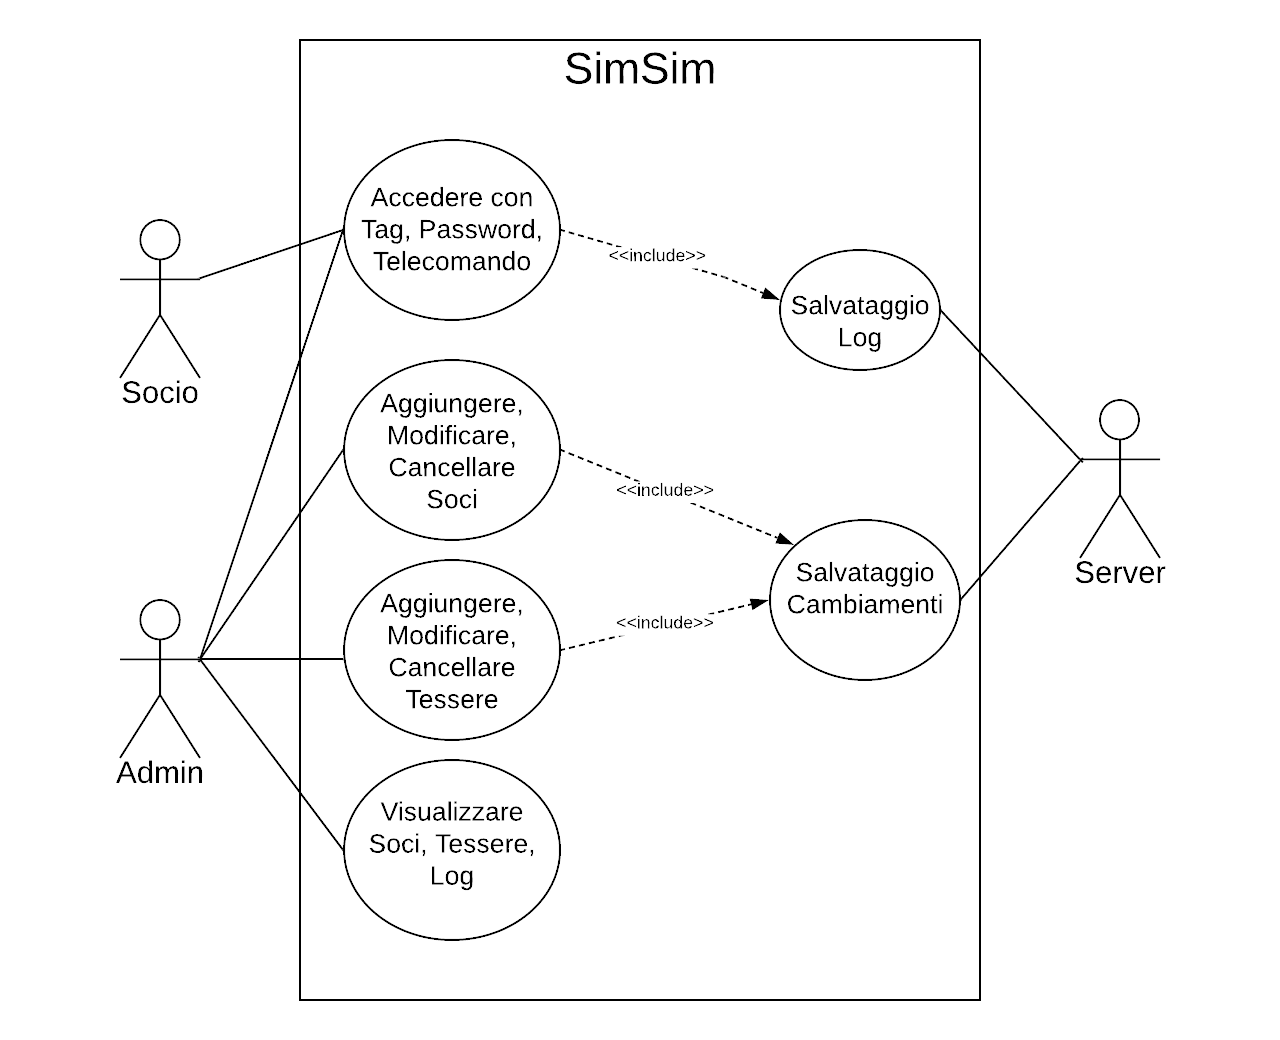 SimSim
Accedere con
Tag, Password,
Telecomando
<<include>>
Salvataggio
Log
Socio
Aggiungere,
Modificare,
Cancellare
Soci
<<include>>
Salvataggio
Cambiamenti
Server
Aggiungere,
Modificare,
Cancellare
Tessere
<<include>>
Admin
Visualizzare
Soci, Tessere,
Log